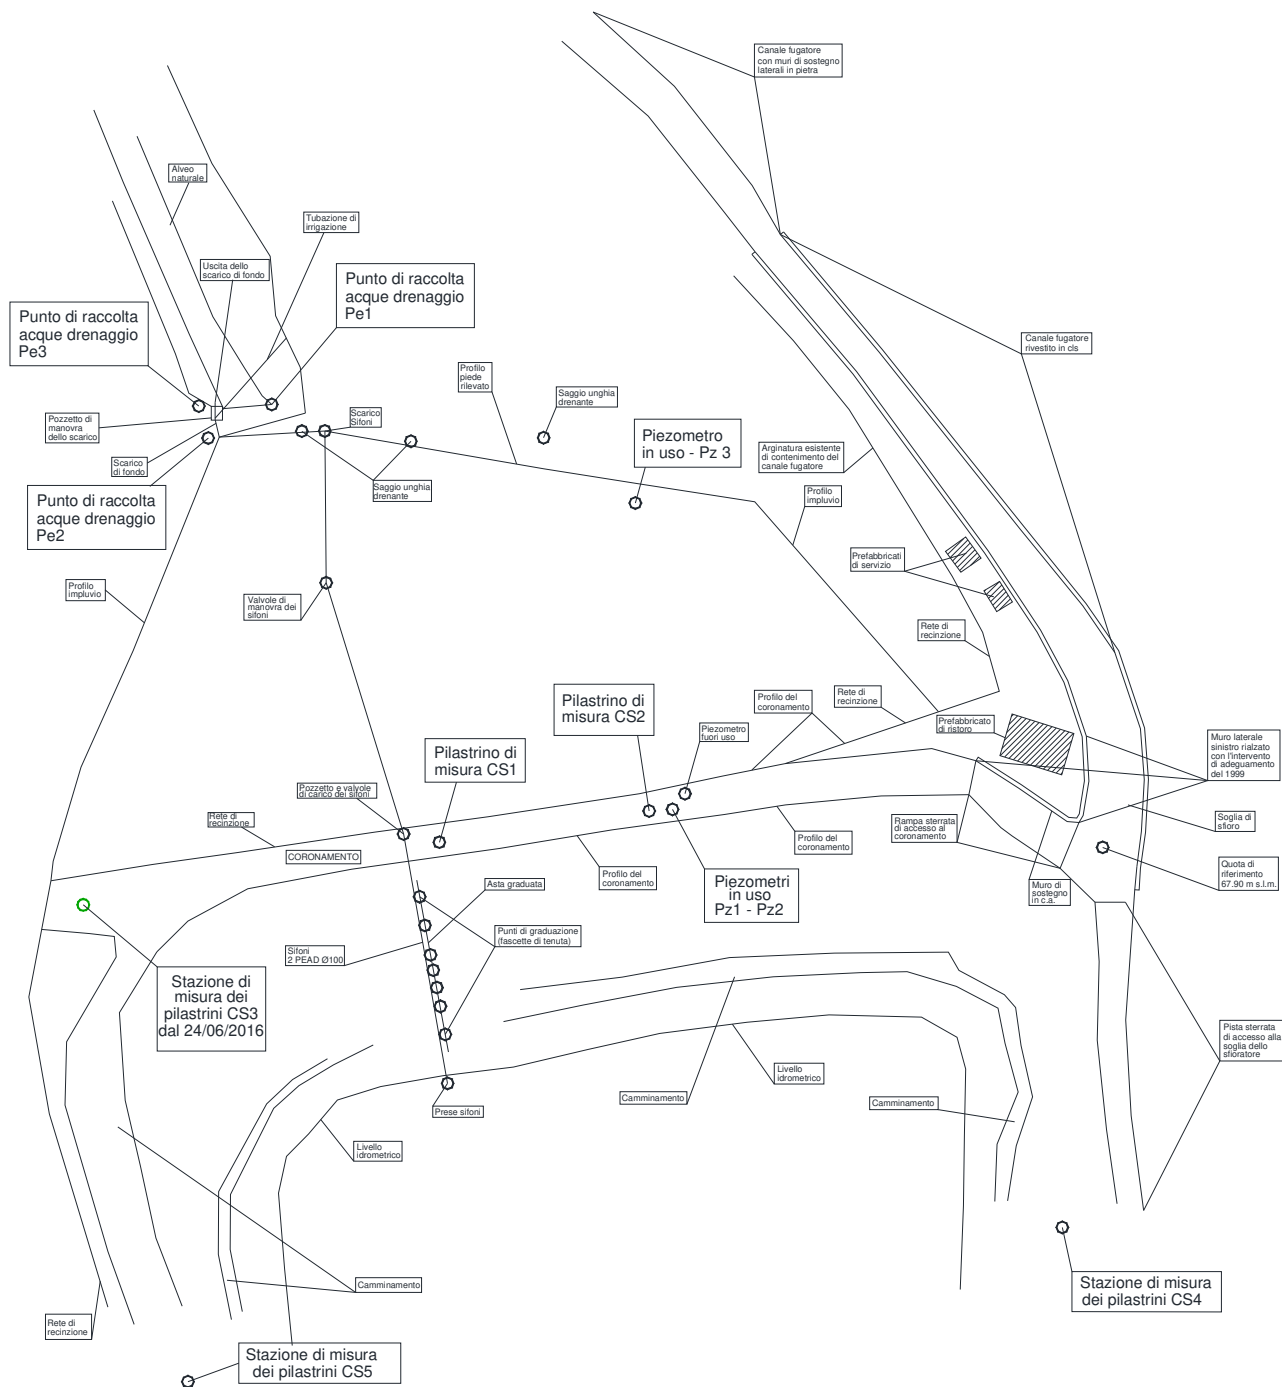 Canale fugatore
con muri di sostegno
laterali in pietra
Alveo
naturale
Tubazione di
irrigazione
Uscita dello
scarico di fondo
Punto di raccolta
acque drenaggio
Pe1
Punto di raccolta
acque drenaggio
Pe3
Canale fugatore
rivestito in cls
Profilo
piede
rilevato
Saggio unghia
drenante
Scarico
Sifoni
Pozzetto di
manovra
dello scarico
Piezometro
in uso - Pz 3
Arginatura esistente
di contenimento del
canale fugatore
Scarico
di fondo
Saggio unghia
drenante
Profilo
impluvio
Punto di raccolta
acque drenaggio
Pe2
Prefabbricati
di servizio
Profilo
impluvio
Valvole di
manovra dei
sifoni
Rete di
recinzione
Pilastrino di
misura CS2
Profilo del
coronamento
Rete di
recinzione
Piezometro
fuori uso
Prefabbricato
di ristoro
Muro laterale
sinistro rialzato
con l'intervento
di adeguamento
del 1999
Pilastrino di
misura CS1
Pozzetto e valvole
di carico dei sifoni
Rete di
recinzione
CORONAMENTO
Rampa sterrata
di accesso al
coronamento
Soglia di
sfioro
Profilo del
coronamento
Profilo del
coronamento
Quota di
riferimento
67.90 m s.l.m.
Asta graduata
Piezometri
in uso
Pz1 - Pz2
Muro di
sostegno
in c.a.
Punti di graduazione
(fascette di tenuta)
Sifoni
2 PEAD Ø100
Stazione di
misura dei
pilastrini CS3
dal 24/06/2016
Pista sterrata
di accesso alla
soglia dello
sfioratore
Livello
idrometrico
Camminamento
Camminamento
Prese sifoni
Livello
idrometrico
Camminamento
Stazione di misura
dei pilastrini CS4
Rete di
recinzione
Stazione di misura
dei pilastrini CS5